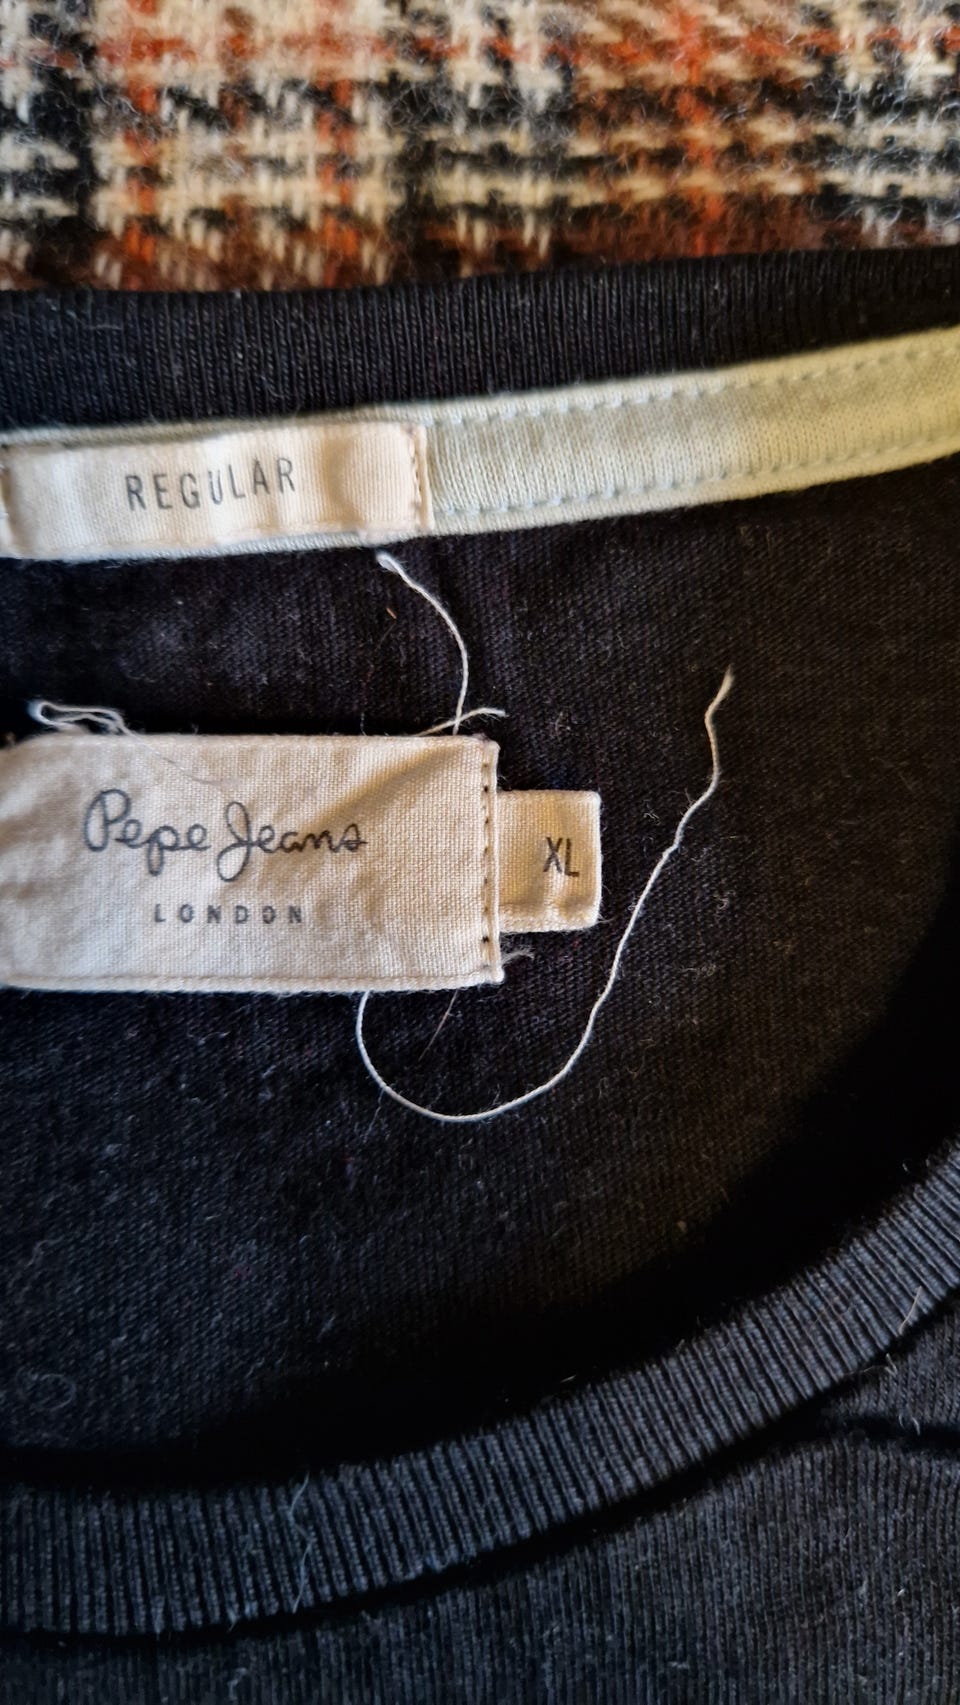 REGULAR
Pepe Jeans
LONDON
XL